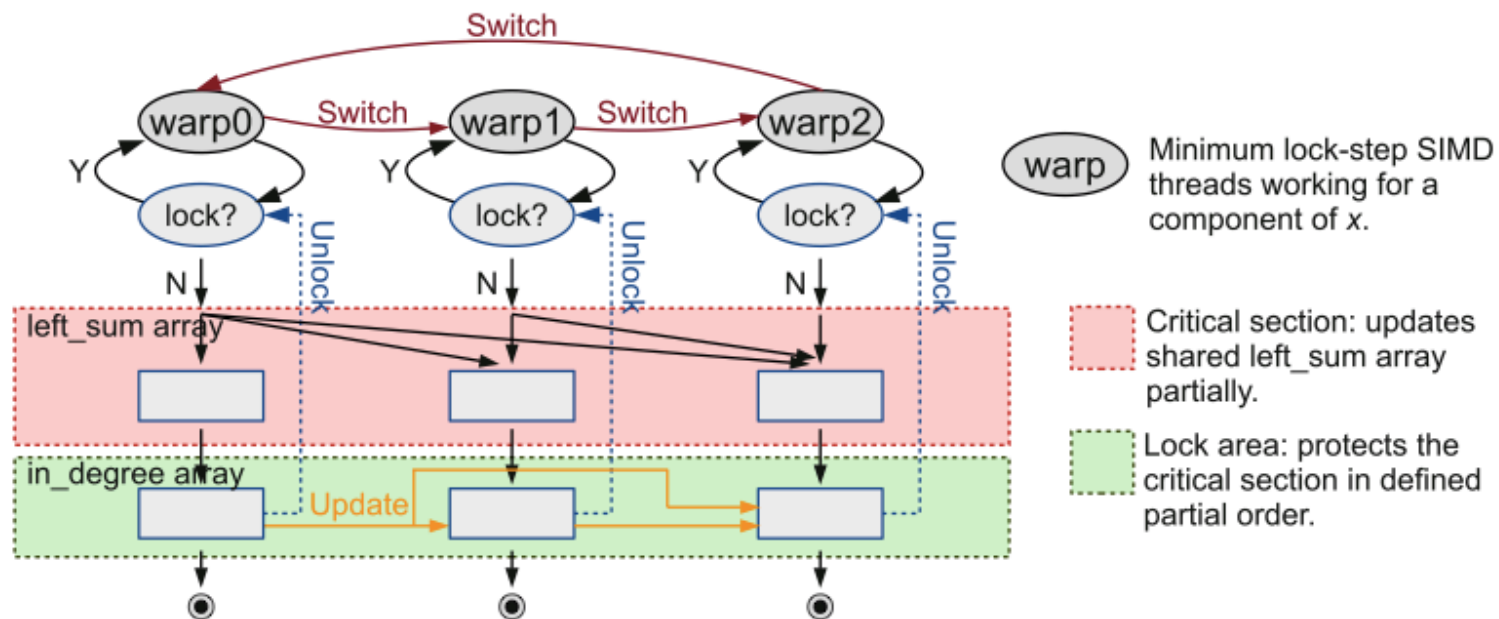 Switch
warp0
Switch
warp1
Switch
warp2
Y
Y
Y
lock?
lock?
lock?
Unlock
Unlock
Unlock
N
N
N
left_sum array
in_degree array
Update
warp
Minimum lock-step SIMD
threads working for a
component of x.
Critical section: updates
shared left_sum array
partially.
Lock area: protects the
critical section in defined
partial order.